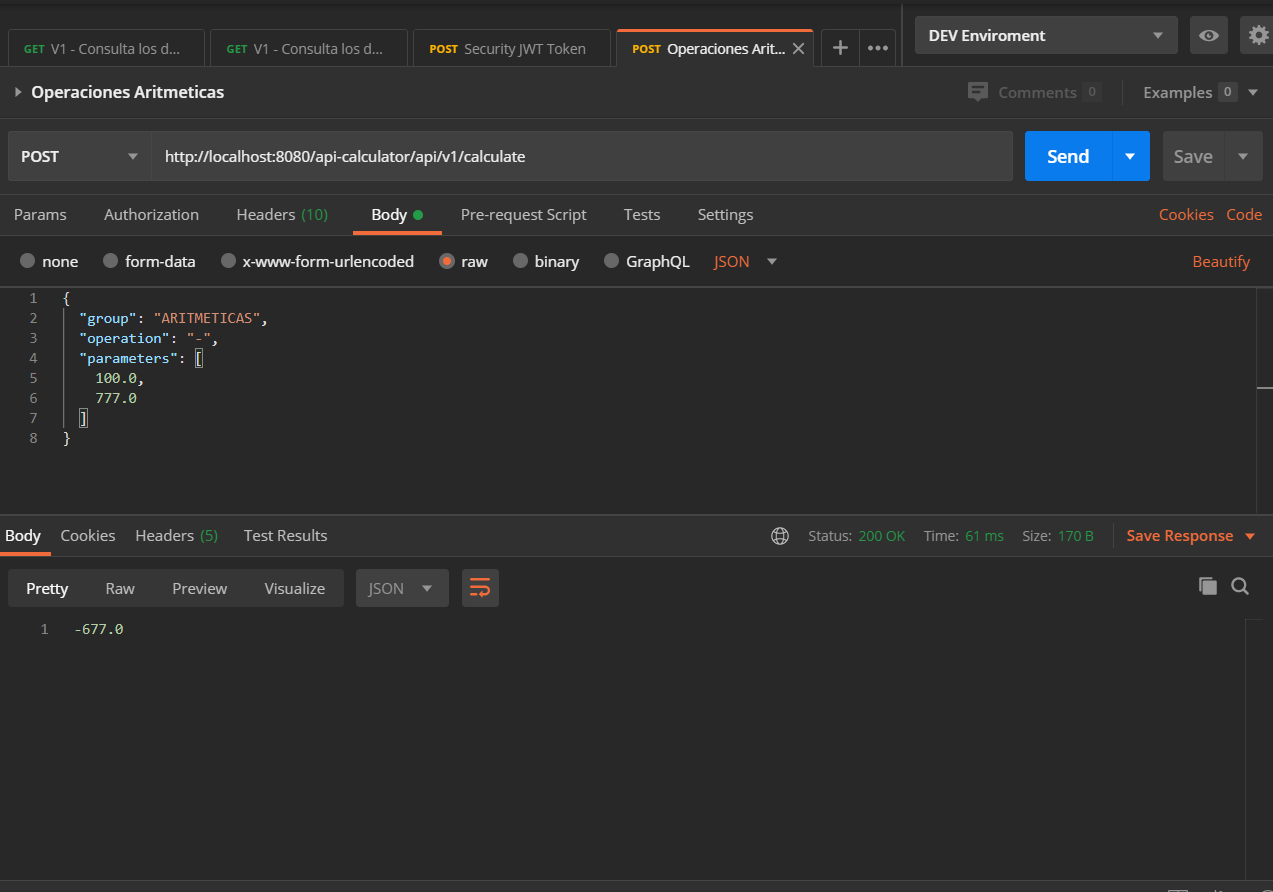 GET V1 - Consulta los d... GET V1 - Consulta los d... POST Security JWT Token POST Operaciones Arit... DEV Enviroment
Operaciones Aritmeticas Comments 0 Examples 0
POST http://localhost:8080/api-calculator/api/v1/calculate Send Save
Params Authorization Headers (10) Body Pre-request Script Tests Settings Cookies Code
none form-data x-www-form-urlencoded raw binary GraphQL JSON Beautify
1 {
2 "group": "ARITMETICAS",
3 "operation": "-",
4 "parameters": [
5 100.0,
6 777.0
7 ]
8 }
Body Cookies Headers (5) Test Results Status: 200 OK Time: 61 ms Size: 170 B Save Response
Pretty Raw Preview Visualize JSON
1 -677.0